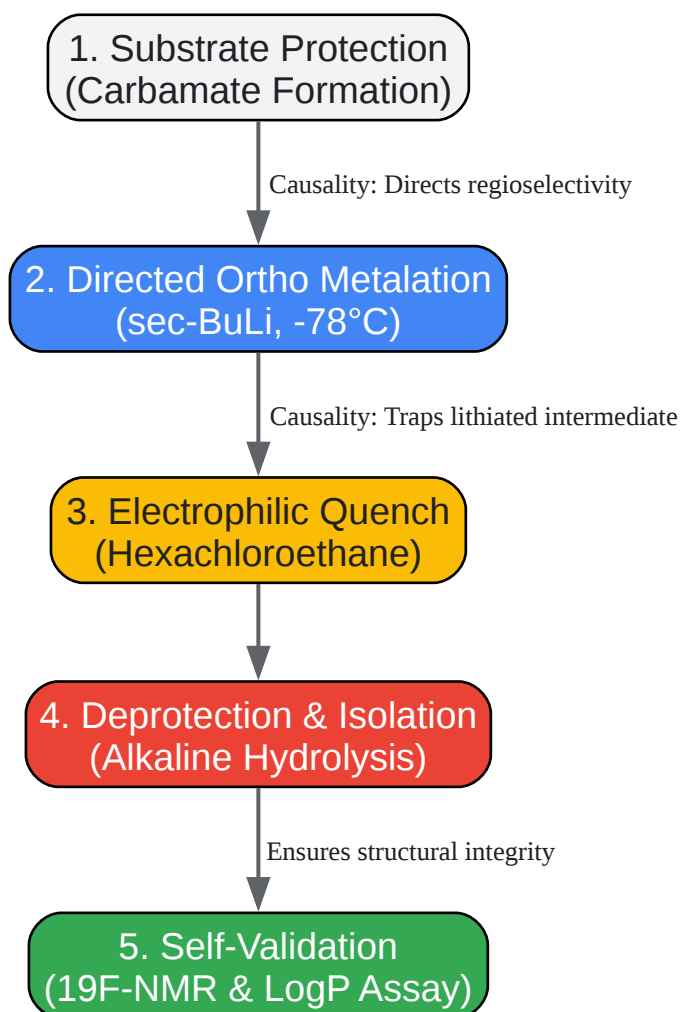 1. Substrate Protection
(Carbamate Formation)
Causality: Directs regioselectivity
2. Directed Ortho Metalation
(sec-BuLi, -78°C)
Causality: Traps lithiated intermediate
3. Electrophilic Quench
(Hexachloroethane)
4. Deprotection & Isolation
(Alkaline Hydrolysis)
Ensures structural integrity
5. Self-Validation
(19F-NMR & LogP Assay)